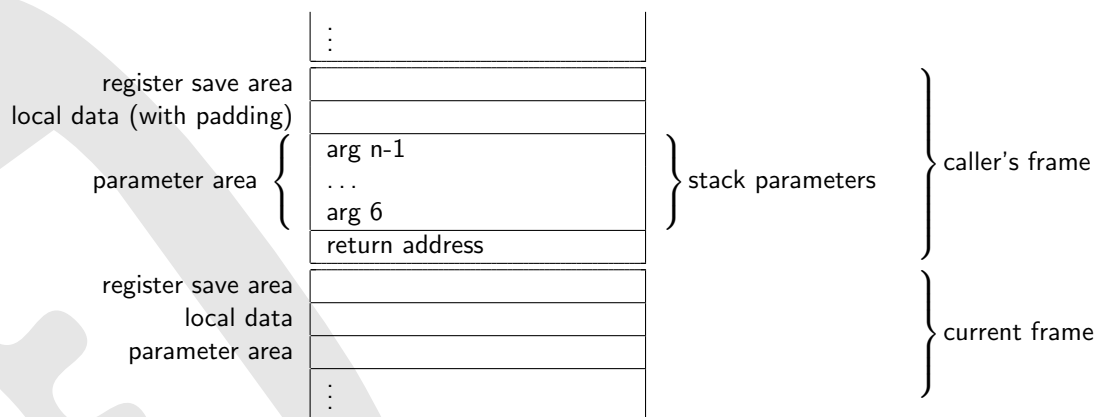 ⋮
register save area
local data (with padding)
arg n-1
parameter area . . . stack parameters caller's frame
arg 6
return address
register save area
local data
current frame
parameter area
⋮